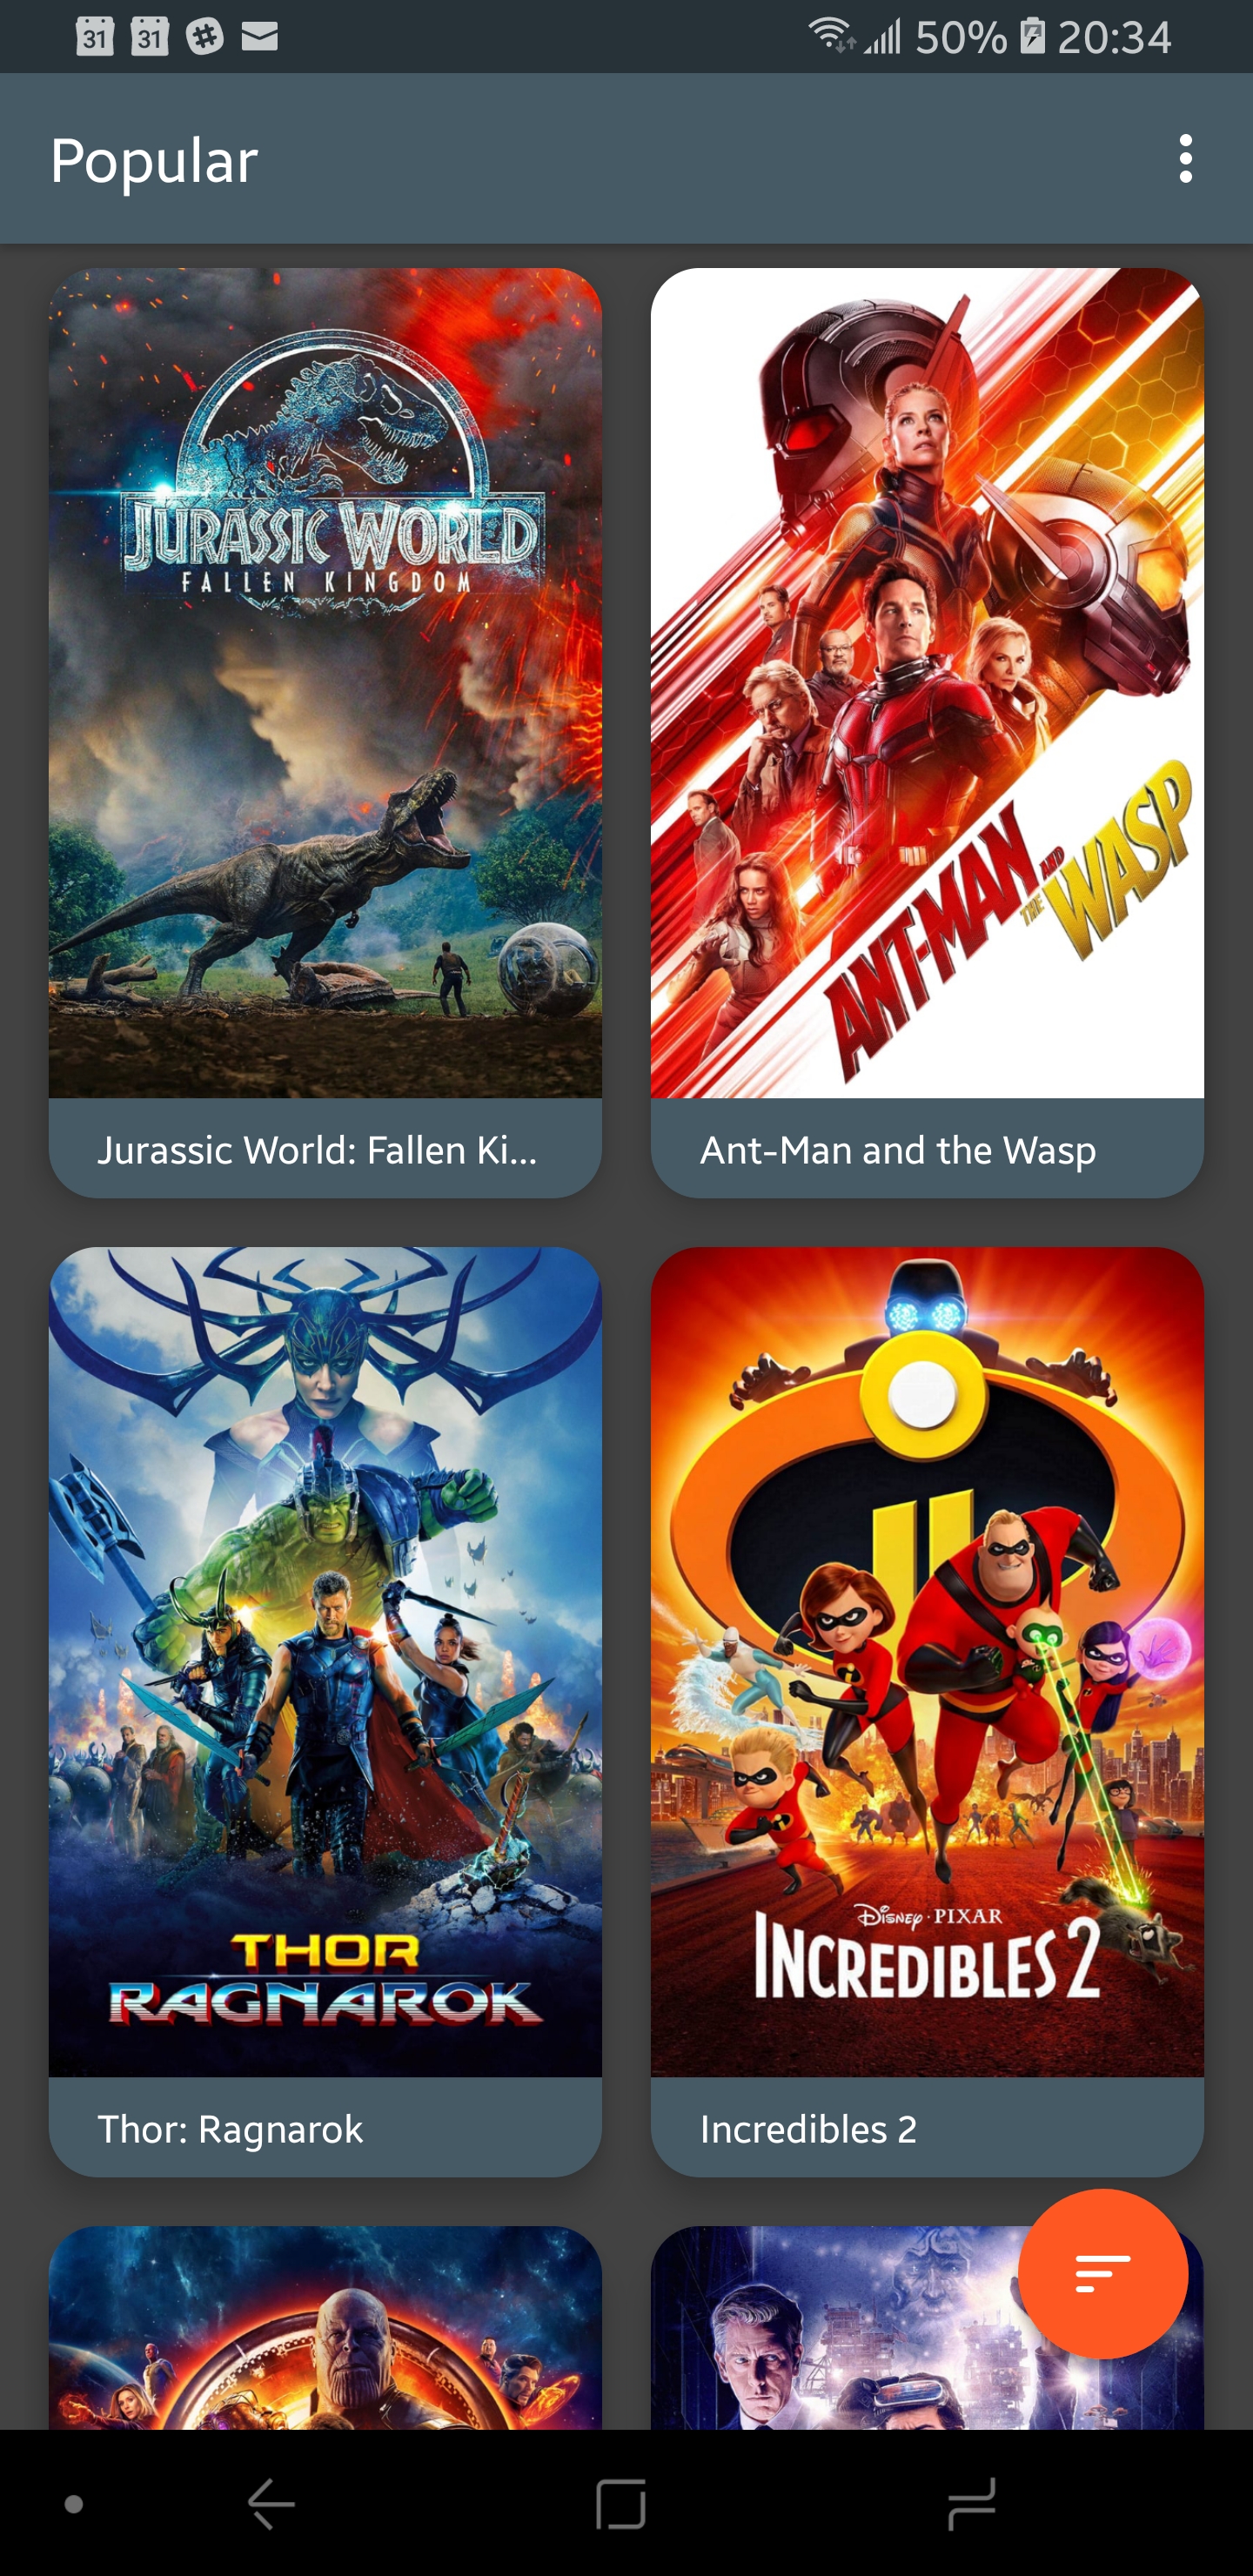 31 31 50% 20:34
Popular
JURASSIC WORLD
FALLEN KINGDOM
ANT-MAN AND THE WASP
Jurassic World: Fallen Ki...
Ant-Man and the Wasp
THOR
RAGNAROK
DISNEY · PIXAR
INCREDIBLES 2
Thor: Ragnarok
Incredibles 2